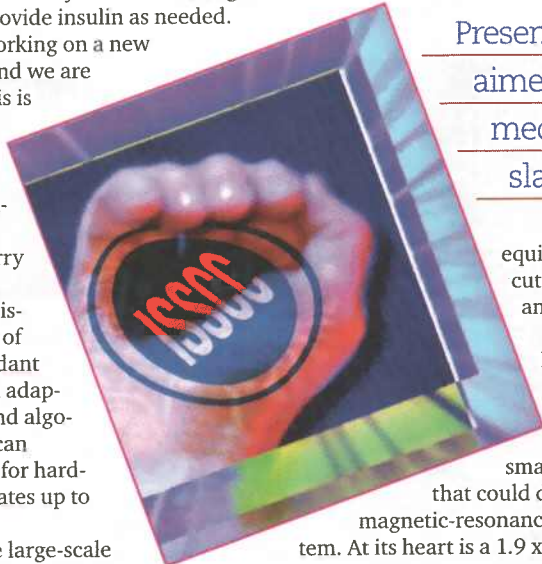 ovide insulin as needed.
orking on a new
nd we are
is is
rry
is-
of
dant
adap-
nd algo-
can
for hard-
ates up to
e large-scale
ISSCC
ISSCC
Presen
aime
med
sla
equi
cut
an
sma
that could c
magnetic-resonanc
tem. At its heart is a 1.9 x